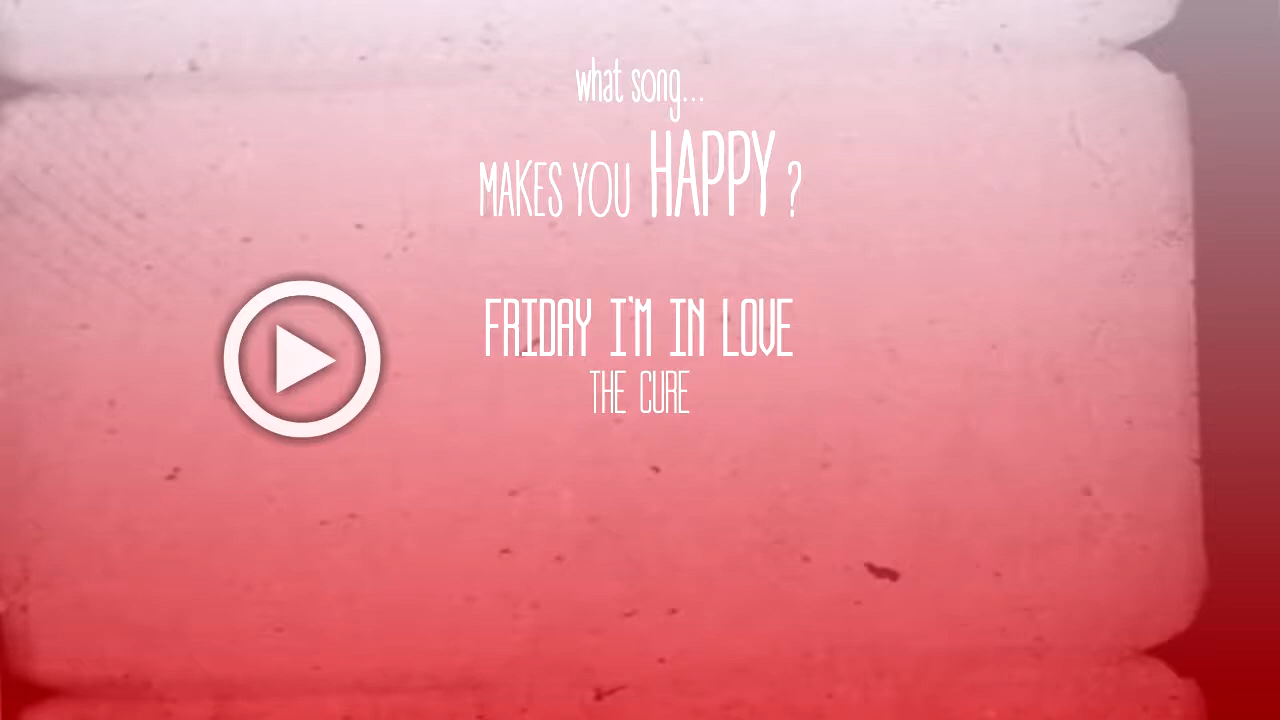 what song...
MAKES YOU HAPPY ?
FRIDAY I'M IN LOVE
THE CURE